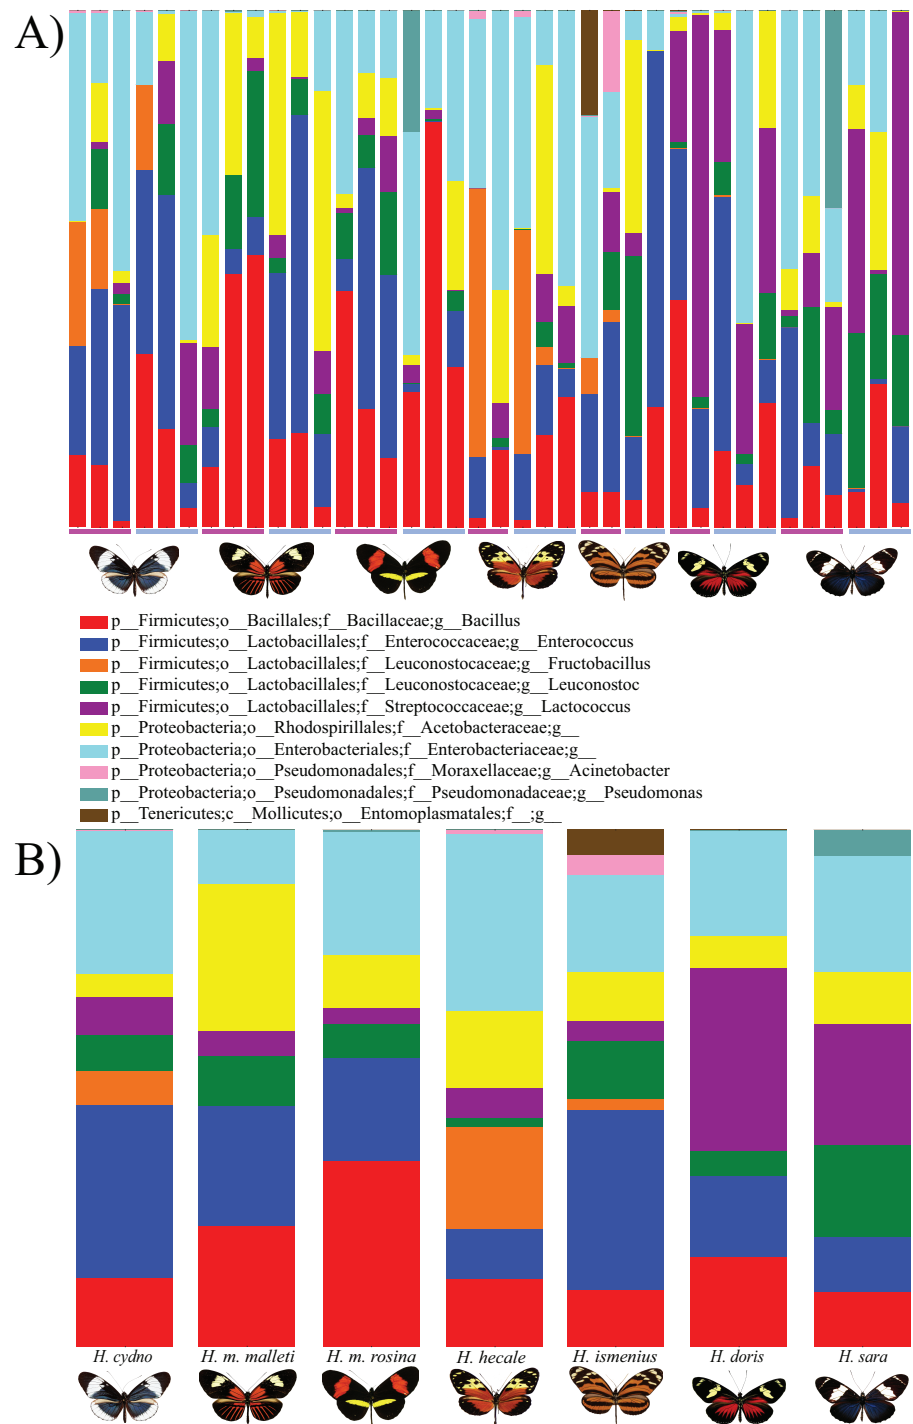 A)
p__Firmicutes;o__Bacillales;f__Bacillaceae;g__Bacillus
p__Firmicutes;o__Lactobacillales;f__Enterococcaceae;g__Enterococcus
p__Firmicutes;o__Lactobacillales;f__Leuconostocaceae;g__Fructobacillus
p__Firmicutes;o__Lactobacillales;f__Leuconostocaceae;g__Leuconostoc
p__Firmicutes;o__Lactobacillales;f__Streptococcaceae;g__Lactococcus
p__Proteobacteria;o__Rhodospirillales;f__Acetobacteraceae;g__
p__Proteobacteria;o__Enterobacteriales;f__Enterobacteriaceae;g__
p__Proteobacteria;o__Pseudomonadales;f__Moraxellaceae;g__Acinetobacter
p__Proteobacteria;o__Pseudomonadales;f__Pseudomonadaceae;g__Pseudomonas
p__Tenericutes;c__Mollicutes;o__Entomoplasmatales;f__;g__
B)
H. cydno H. m. malleti H. m. rosina H. hecale H. ismenius H. doris H. sara